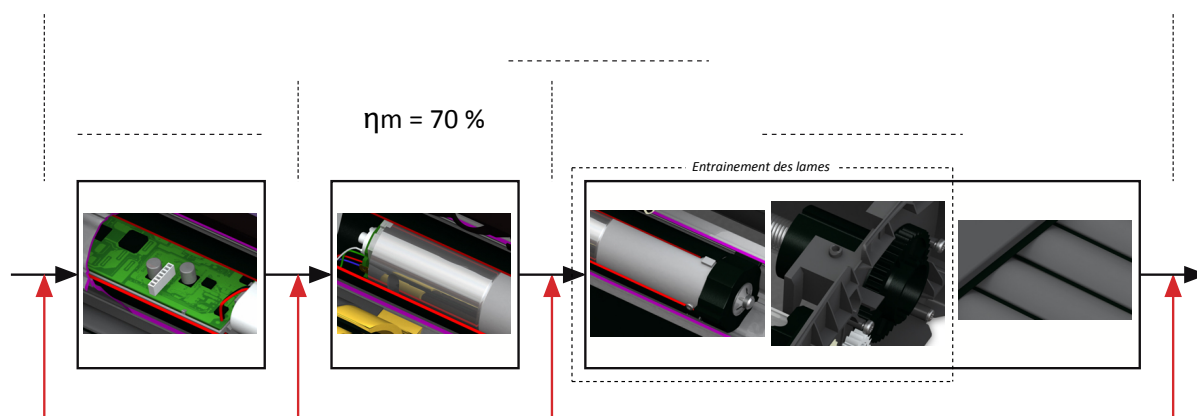 ηm = 70 %
Entrainement des lames